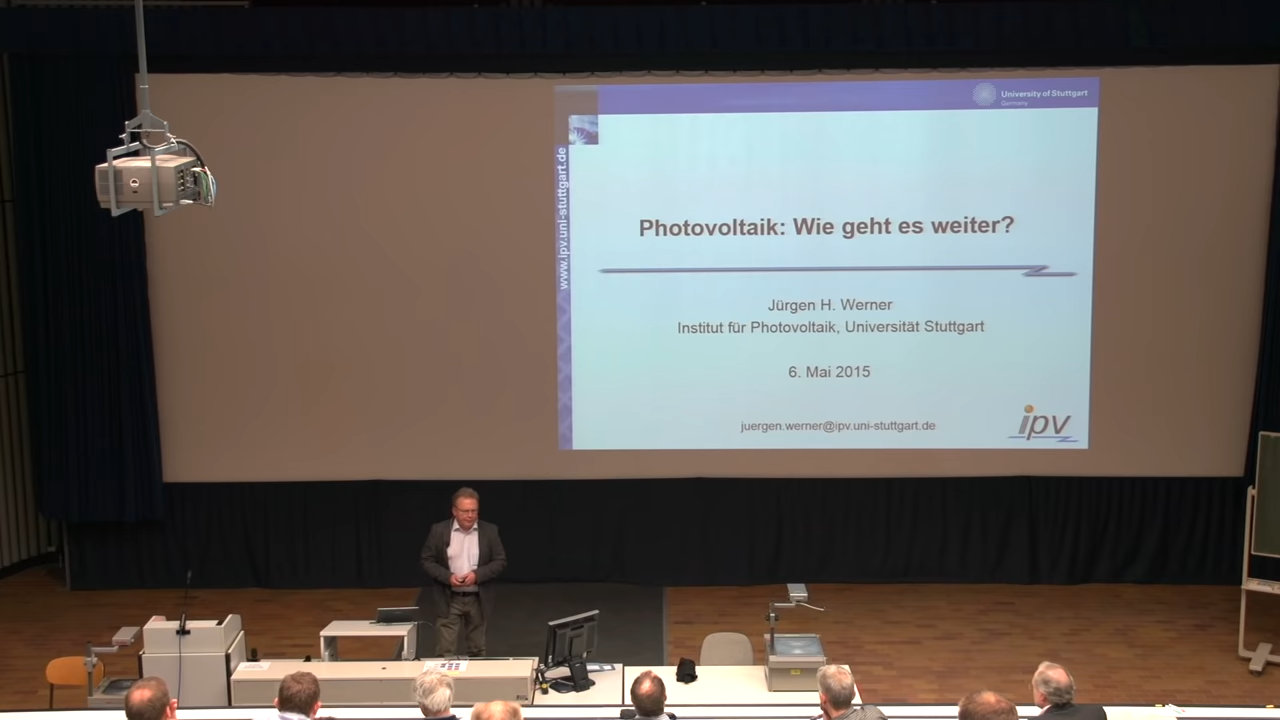 University of Stuttgart
Germany
www.ipv.uni-stuttgart.de
Photovoltaik: Wie geht es weiter?
Jürgen H. Werner
Institut für Photovoltaik, Universität Stuttgart
6. Mai 2015
juergen.werner@ipv.uni-stuttgart.de
ipv